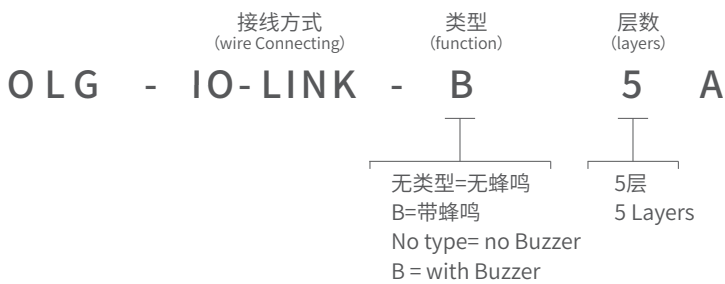 接线方式 类型 层数
(wire Connecting) (function) (layers)
OLG - IO-LINK - B 5 A
无类型=无蜂鸣 5层
B=带蜂鸣 5 Layers
No type= no Buzzer
B = with Buzzer